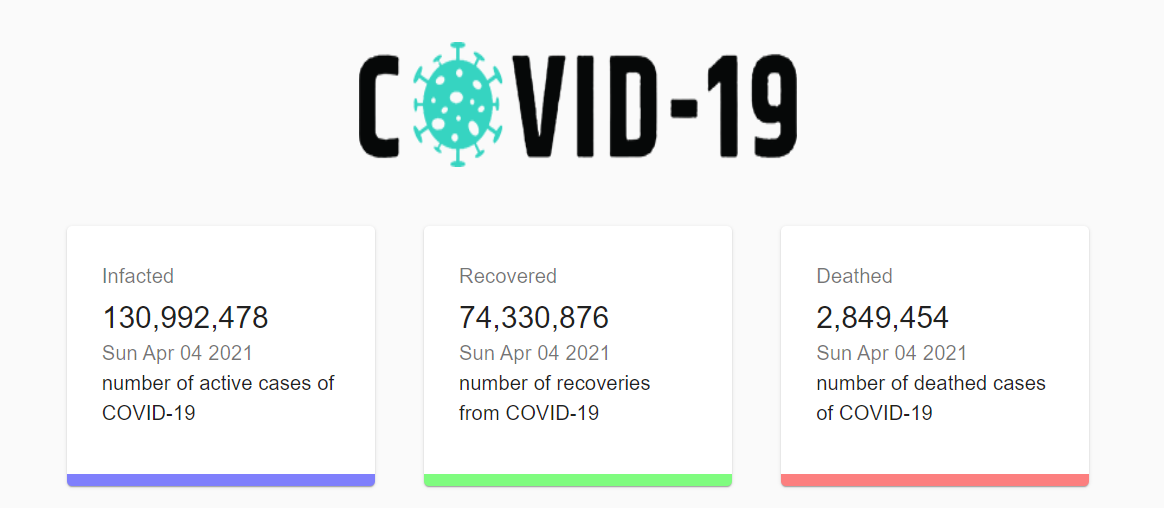 COVID-19
Infacted
130,992,478
Sun Apr 04 2021
number of active cases of
COVID-19
Recovered
74,330,876
Sun Apr 04 2021
number of recoveries
from COVID-19
Deathed
2,849,454
Sun Apr 04 2021
number of deathed cases
of COVID-19